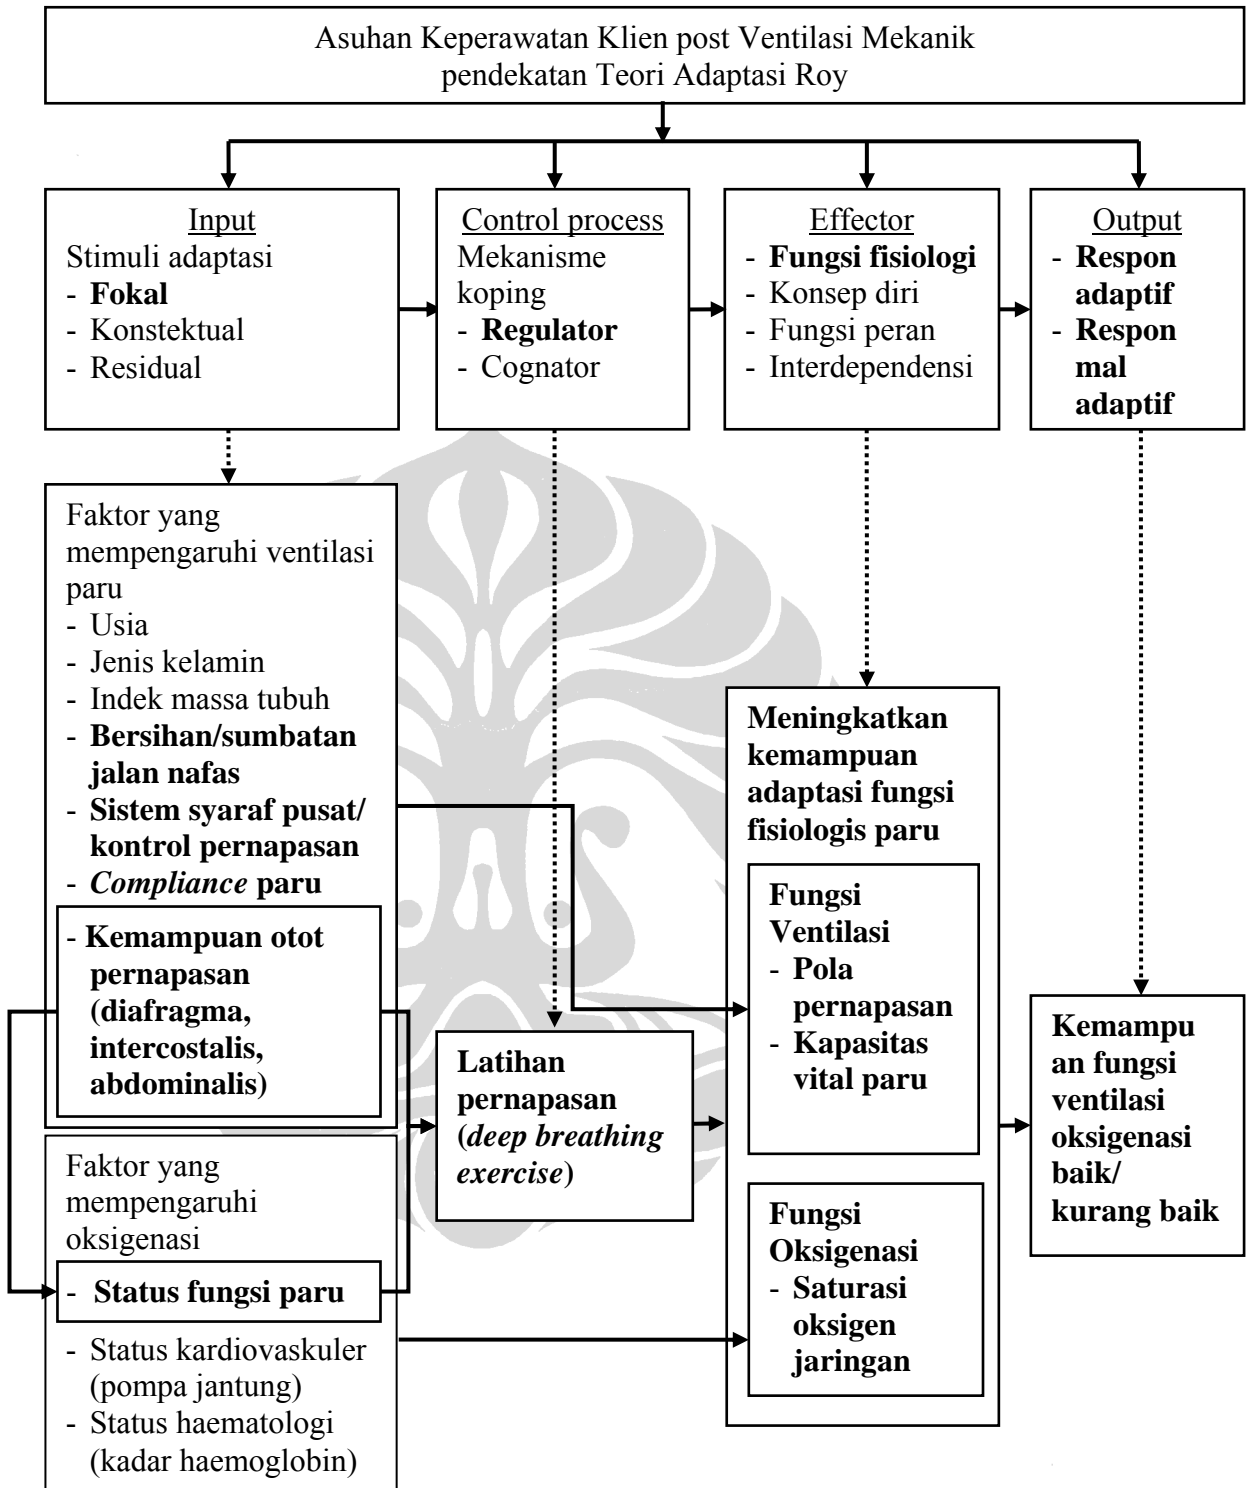 Asuhan Keperawatan Klien post Ventilasi Mekanik
pendekatan Teori Adaptasi Roy
Input
Stimuli adaptasi
- Fokal
- Konstektual
- Residual
Control process
Mekanisme
koping
- Regulator
- Cognator
Effector
- Fungsi fisiologi
- Konsep diri
- Fungsi peran
- Interdependensi
Output
- Respon
adaptif
- Respon
mal
adaptif
Faktor yang
mempengaruhi ventilasi
paru
- Usia
- Jenis kelamin
- Indek massa tubuh
- Bersihan/sumbatan
jalan nafas
- Sistem syaraf pusat/
kontrol pernapasan
- Compliance paru
- Kemampuan otot
pernapasan
(diafragma,
intercostalis,
abdominalis)
Faktor yang
mempengaruhi
oksigenasi
- Status fungsi paru
- Status kardiovaskuler
(pompa jantung)
- Status haematologi
(kadar haemoglobin)
Latihan
pernapasan
(deep breathing
exercise)
Meningkatkan
kemampuan
adaptasi fungsi
fisiologis paru
Fungsi
Ventilasi
- Pola
pernapasan
- Kapasitas
vital paru
Fungsi
Oksigenasi
- Saturasi
oksigen
jaringan
Kemampu
an fungsi
ventilasi
oksigenasi
baik/
kurang baik